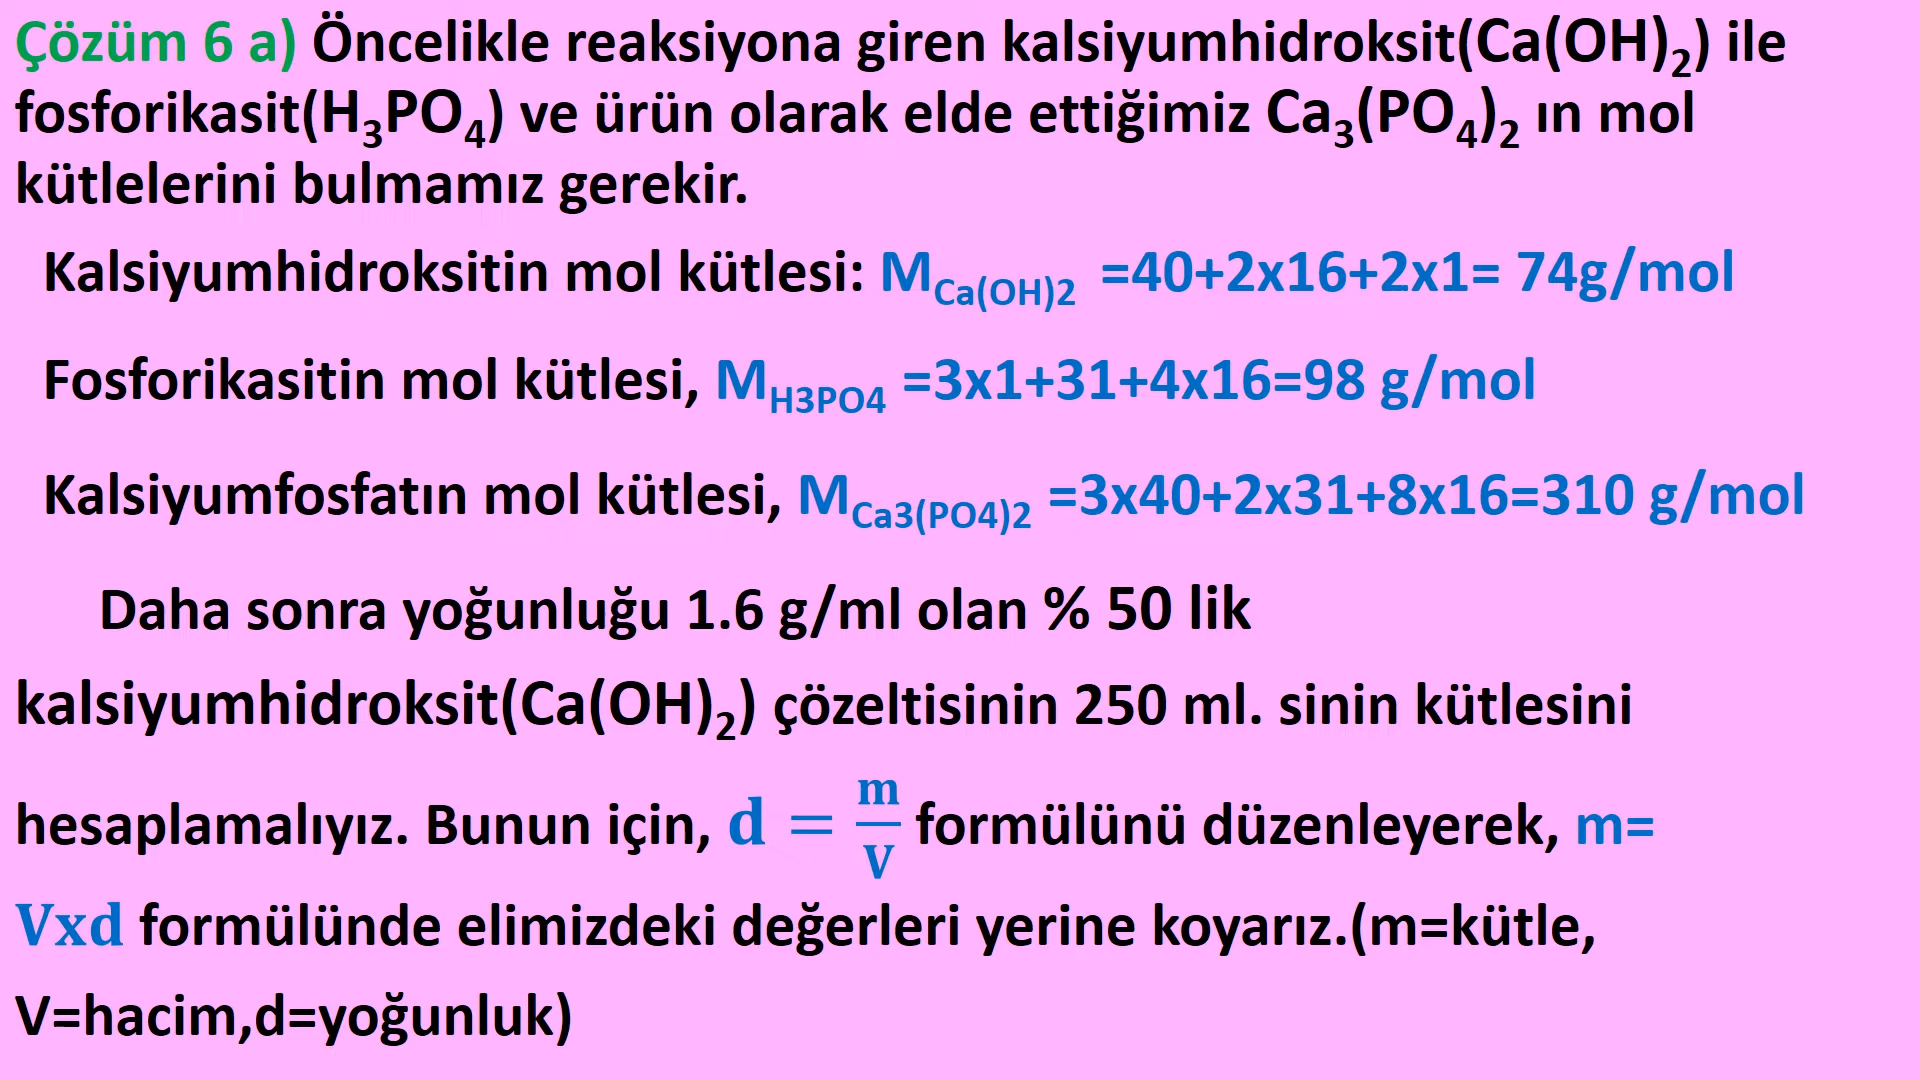 Çözüm 6 a) Öncelikle reaksiyona giren kalsiyumhidroksit(Ca(OH)₂) ile
fosforikasit(H₃PO₄) ve ürün olarak elde ettiğimiz Ca₃(PO₄)₂ ın mol
kütlelerini bulmamız gerekir.
Kalsiyumhidroksitin mol kütlesi: M_Ca(OH)2 =40+2x16+2x1= 74g/mol
Fosforikasitin mol kütlesi, M_H3PO4 =3x1+31+4x16=98 g/mol
Kalsiyumfosfatın mol kütlesi, M_Ca3(PO4)2 =3x40+2x31+8x16=310 g/mol
Daha sonra yoğunluğu 1.6 g/ml olan % 50 lik
kalsiyumhidroksit(Ca(OH)₂) çözeltisinin 250 ml. sinin kütlesini
hesaplamalıyız. Bunun için, d = m/V formülünü düzenleyerek, m=
Vxd formülünde elimizdeki değerleri yerine koyarız.(m=kütle,
V=hacim,d=yoğunluk)